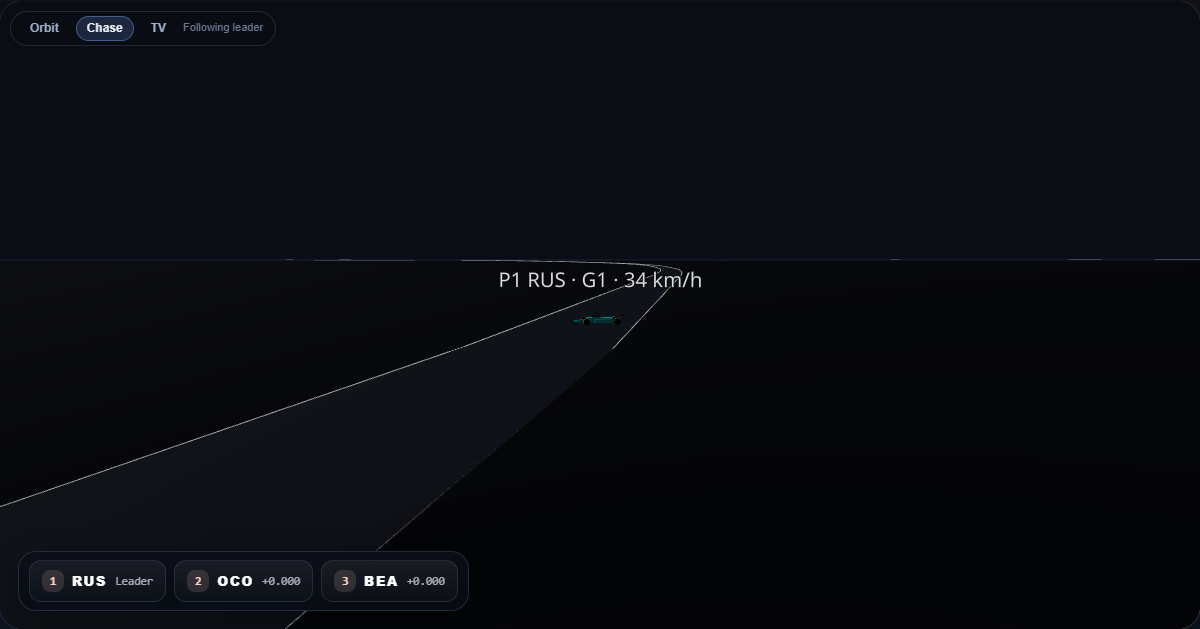 Orbit Chase TV Following leader
P1 RUS · G1 · 34 km/h
1 RUS Leader 2 OCO +0.000 3 BEA +0.000